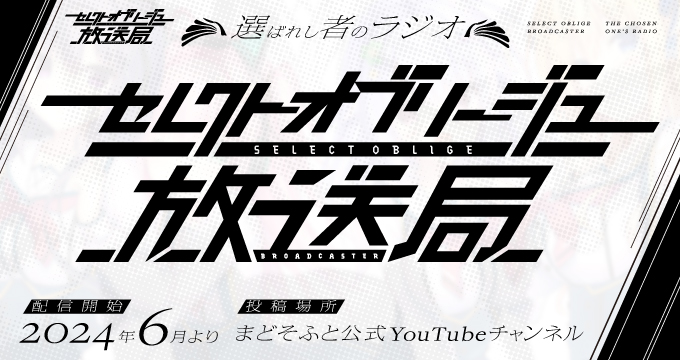 セレクトオブリージュ
放送局
選ばれし者のラジオ
SELECT OBLIGE
BROADCASTER
THE CHOSEN
ONE'S RADIO
セレクトオブリージュ
SELECT OBLIGE
放送局
BROADCASTER
配信開始
2024年6月より
投稿場所
まどそふと公式YouTubeチャンネル